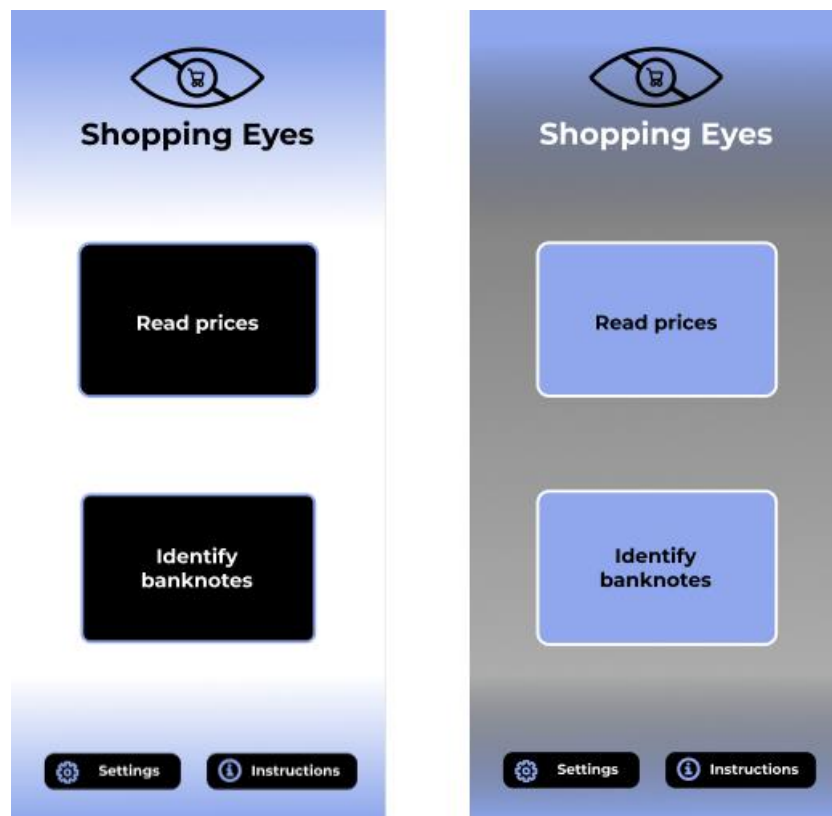 Shopping Eyes
Read prices
Identify
banknotes
Settings
Instructions
Shopping Eyes
Read prices
Identify
banknotes
Settings
Instructions